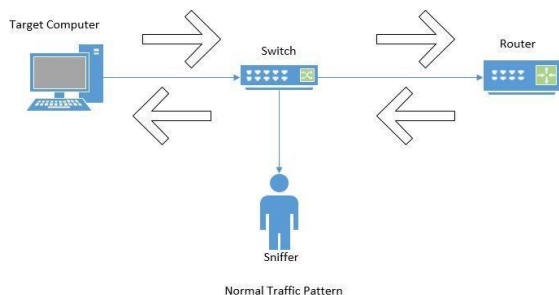 Target Computer
Switch
Router
Sniffer
Normal Traffic Pattern